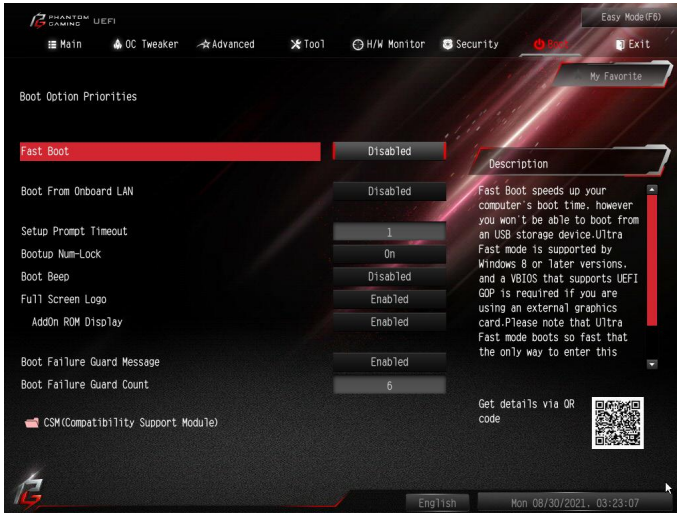 PHANTOM
GAMING UEFI
Easy Mode(F6)
Main OC Tweaker Advanced Tool H/W Monitor Security Boot Exit
My Favorite
Boot Option Priorities
Fast Boot Disabled
Description
Boot From Onboard LAN Disabled
Setup Prompt Timeout 1
Bootup Num-Lock On
Boot Beep Disabled
Full Screen Logo Enabled
AddOn ROM Display Enabled
Boot Failure Guard Message Enabled
Boot Failure Guard Count 6
CSM(Compatibility Support Module)
Fast Boot speeds up your
computer's boot time. however
you won't be able to boot from
an USB storage device.Ultra
Fast mode is supported by
Windows 8 or later versions.
and a VBIOS that supports UEFI
GOP is required if you are
using an external graphics
card.Please note that Ultra
Fast mode boots so fast that
the only way to enter this
Get details via QR
code
English
Mon 08/30/2021. 03:23:07